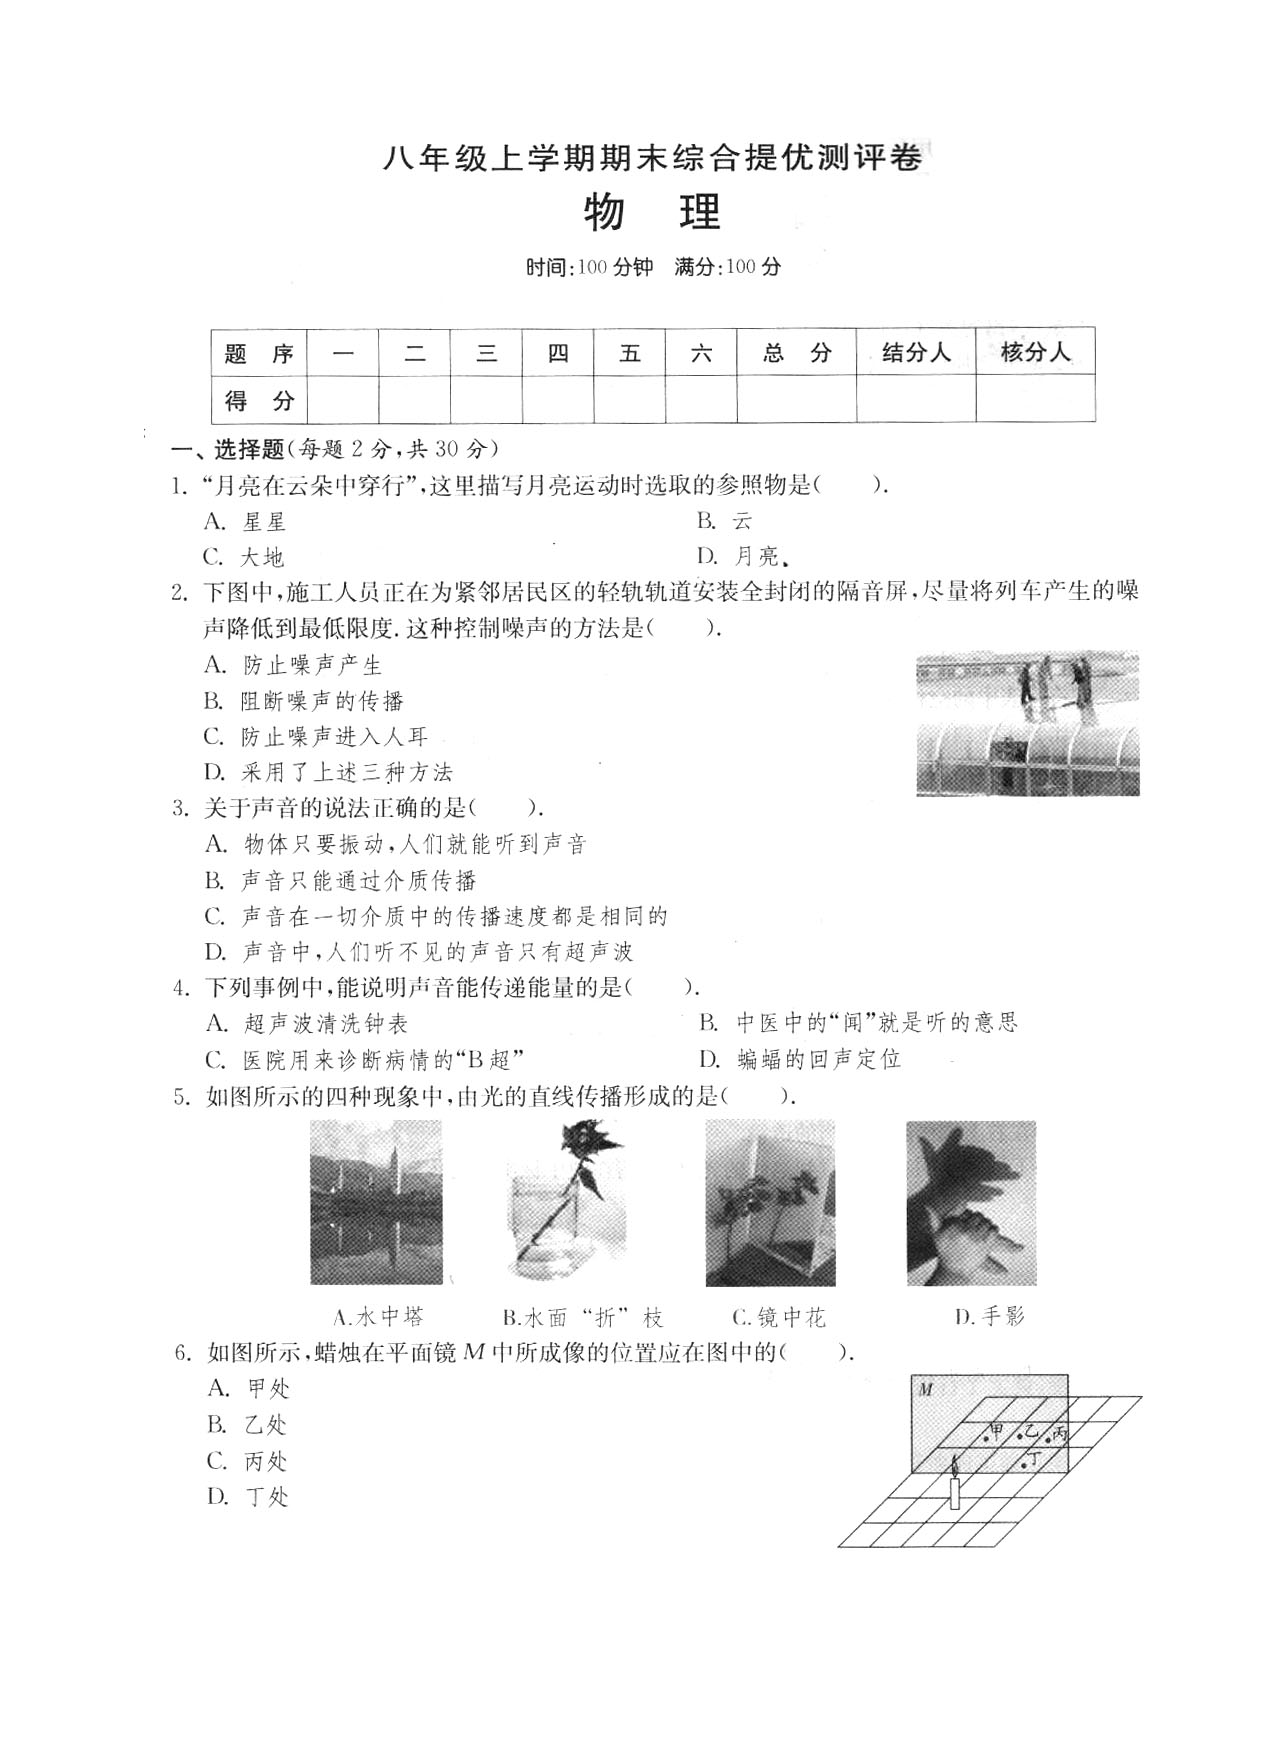 八年级上学期期末综合提优测评卷
物 理
时间:100分钟 满分:100分
题 序 一 二 三 四 五 六 总 分 结分人 核分人
得 分
一、选择题(每题2分,共30分)
1. “月亮在云朵中穿行”,这里描写月亮运动时选取的参照物是( ).
A. 星星 B. 云
C. 大地 D. 月亮
2. 下图中,施工人员正在为紧邻居民区的轻轨轨道安装全封闭的隔音屏,尽量将列车产生的噪
声降低到最低限度.这种控制噪声的方法是( ).
A. 防止噪声产生
B. 阻断噪声的传播
C. 防止噪声进入人耳
D. 采用了上述三种方法
3. 关于声音的说法正确的是( ).
A. 物体只要振动,人们就能听到声音
B. 声音只能通过介质传播
C. 声音在一切介质中的传播速度都是相同的
D. 声音中,人们听不见的声音只有超声波
4. 下列事例中,能说明声音能传递能量的是( ).
A. 超声波清洗钟表 B. 中医中的“闻”就是听的意思
C. 医院用来诊断病情的“B超” D. 蝙蝠的回声定位
5. 如图所示的四种现象中,由光的直线传播形成的是( ).
A.水中塔 B.水面“折”枝 C.镜中花 D.手影
6. 如图所示,蜡烛在平面镜M中所成像的位置应在图中的( ).
A. 甲处
B. 乙处
C. 丙处
D. 丁处
M
甲 乙 丙
丁